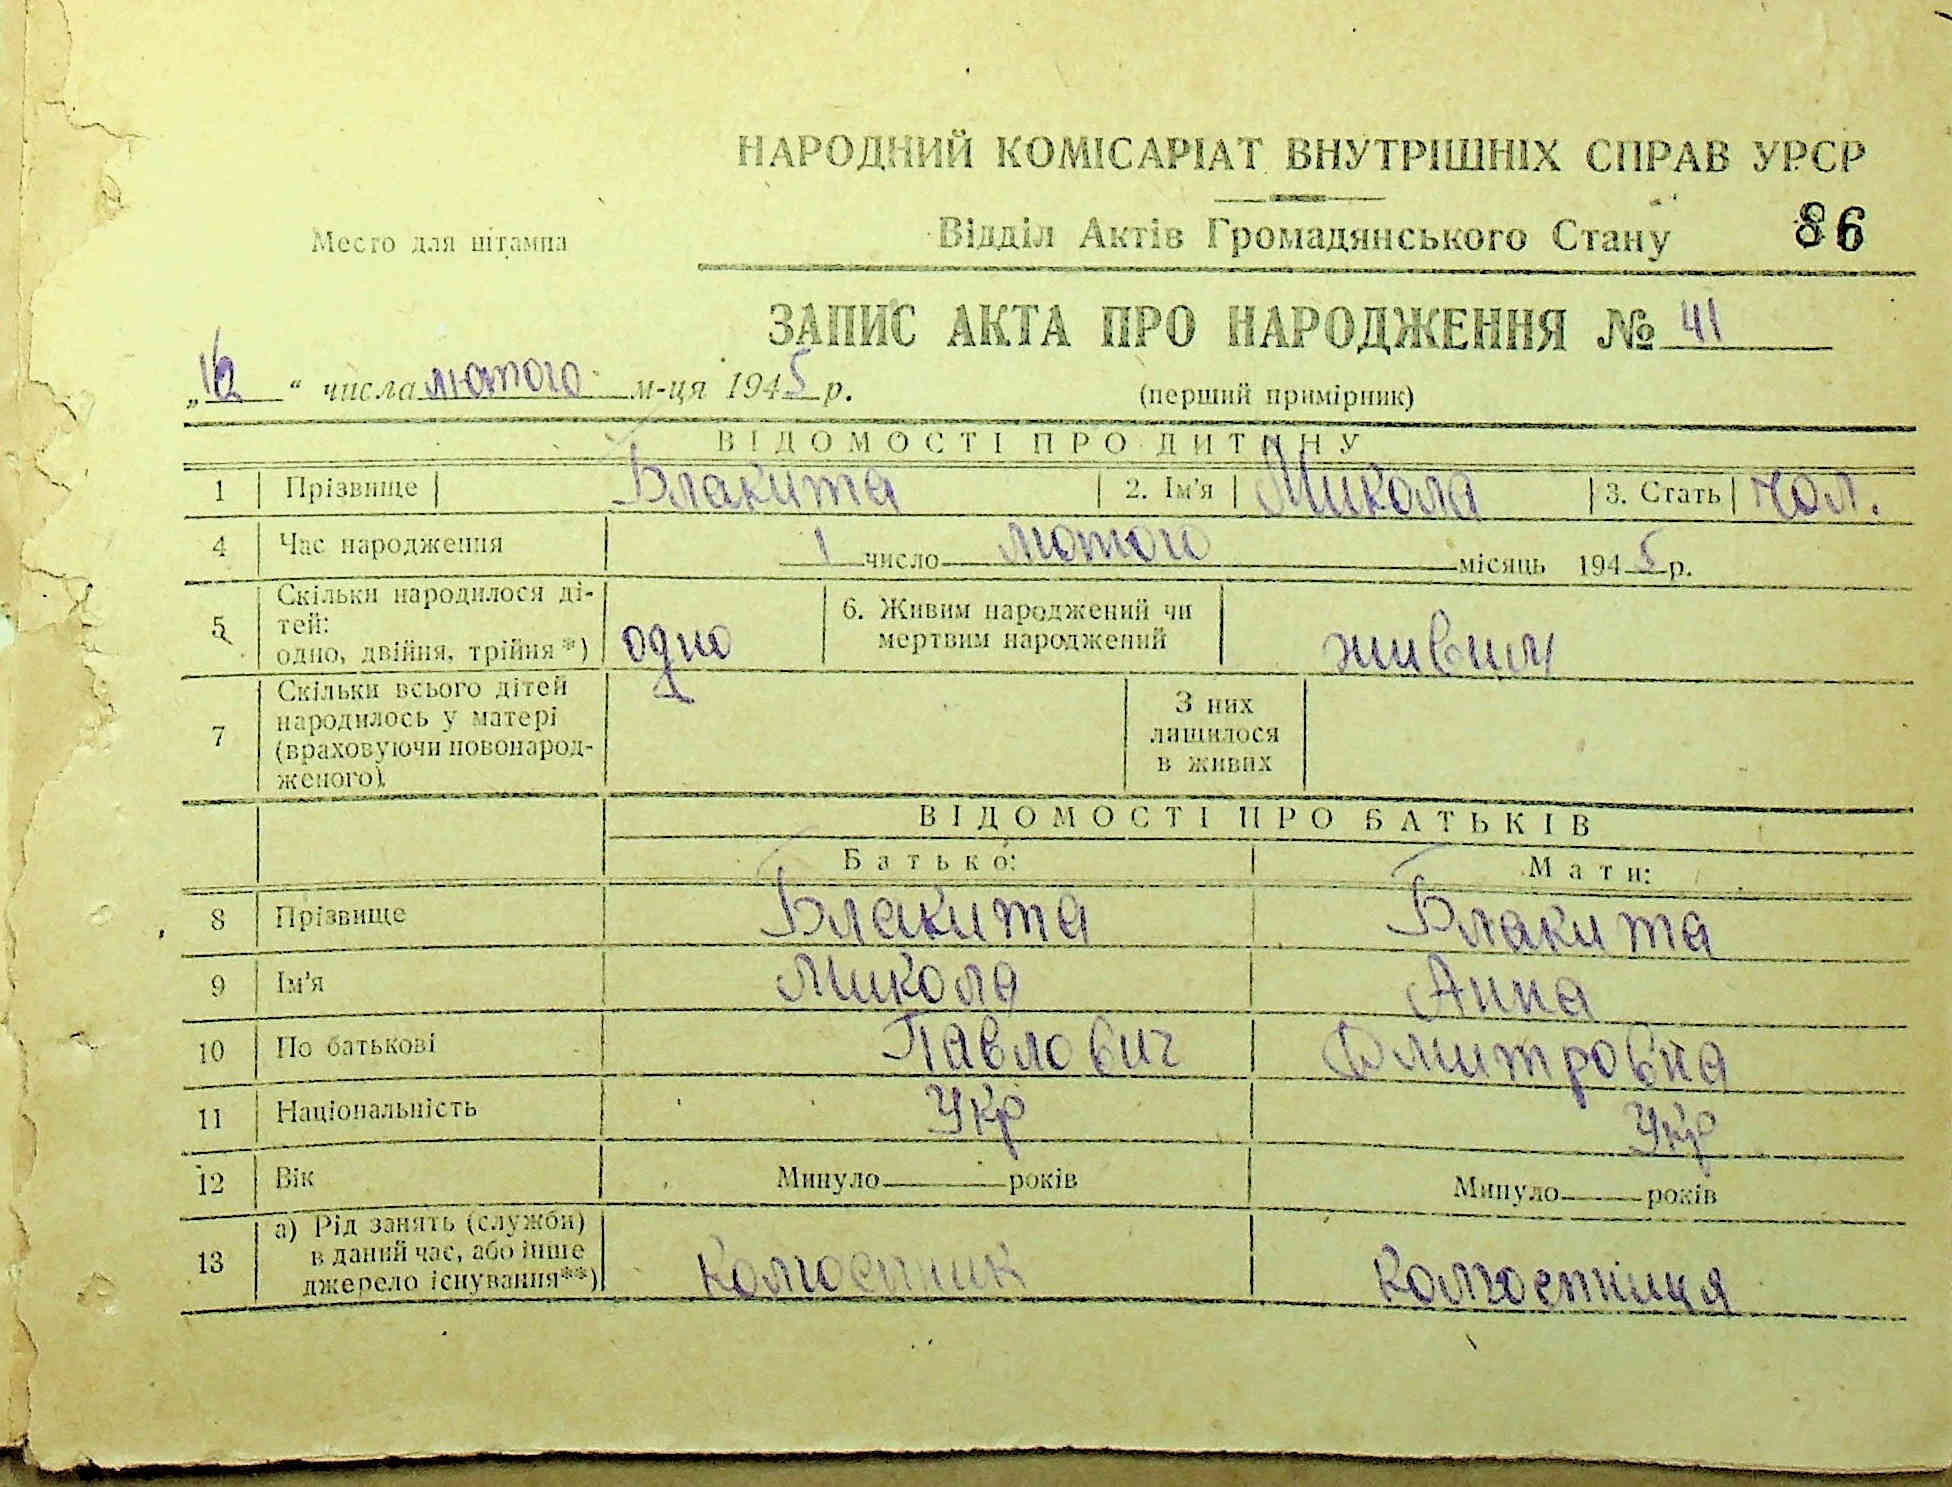 НАРОДНИЙ КОМІСАРІАТ ВНУТРІШНІХ СПРАВ УРСР
Место для штампа
Відділ Актів Громадянського Стану 86
ЗАПИС АКТА ПРО НАРОДЖЕННЯ № 41
„ “ числа лютого м-ця 1945 р. (перший примірник)
ВІДОМОСТІ ПРО ДИТИНУ
1 Прізвище Блакита 2. Ім'я Микола 3. Стать чол.
4 Час народження 1 число лютого місяць 1945 р.
5 Скільки народилося ді-
тей:
одно, двійня, трійня*) одно 6. Живим народжений чи
мертвим народжений живим
7 Скільки всього дітей
народилось у матері
(враховуючи новонарод-
женого).
З них
лишилося
в живих
ВІДОМОСТІ ПРО БАТЬКІВ
Батько: Мати:
8 Прізвище Блакита Блакита
9 Ім'я Микола Анна
10 По батькові Павлович Дмитровна
11 Національність Укр Укр
12 Вік Минуло років Минуло років
13 а) Рід занять (служби)
в даний час, або інше
джерело існування**) колгоспник колгоспниця